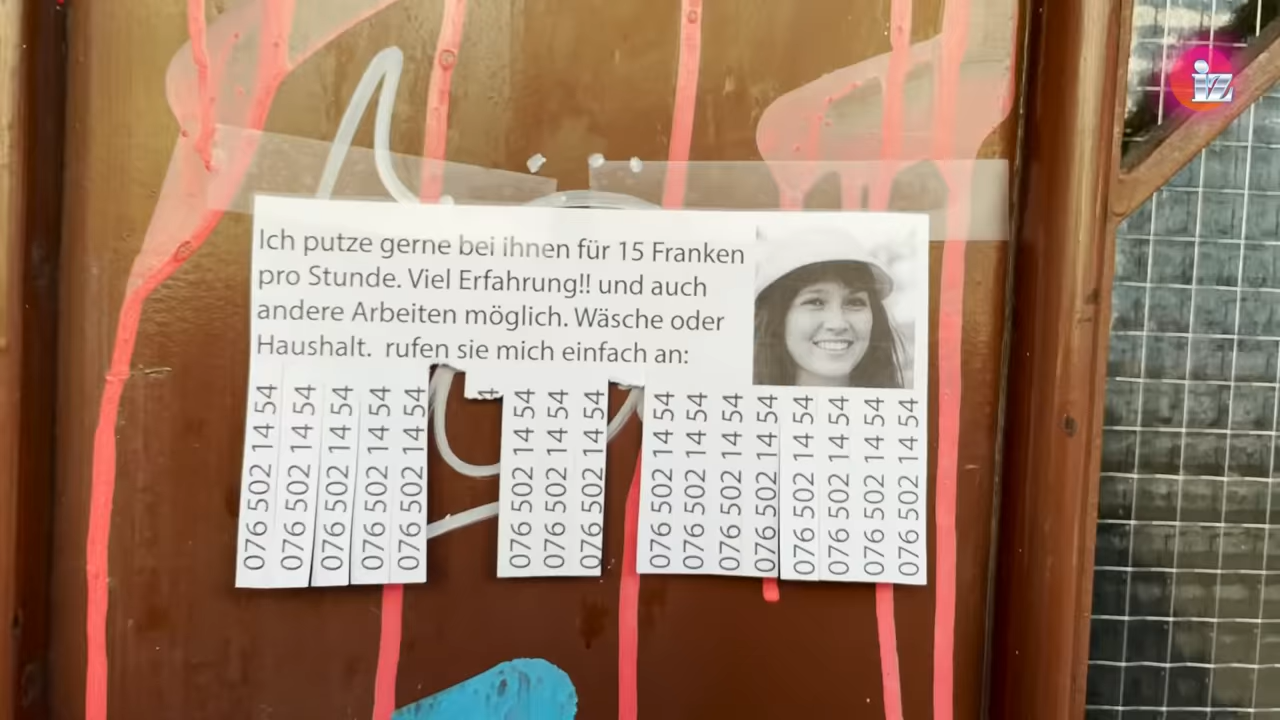 iz
Ich putze gerne bei ihnen für 15 Franken
pro Stunde. Viel Erfahrung!! und auch
andere Arbeiten möglich. Wäsche oder
Haushalt.  rufen sie mich einfach an:
076 502 14 54
076 502 14 54
076 502 14 54
076 502 14 54
076 502 14 54
4
076 502 14 54
076 502 14 54
076 502 14 54
076 502 14 54
076 502 14 54
076 502 14 54
076 502 14 54
076 502 14 54
076 502 14 54
076 502 14 54
076 502 14 54